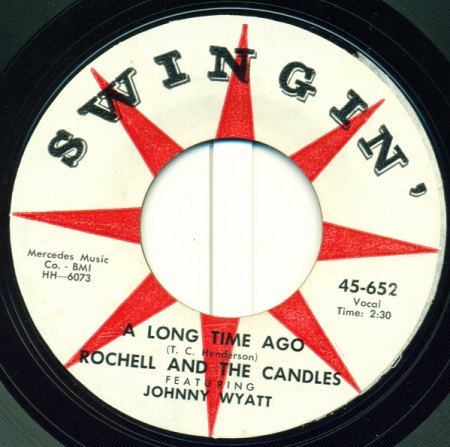 SWINGIN'
Mercedes Music
Co. - BMI
HH-6073
45-652
Vocal
Time: 2:30
A LONG TIME AGO
(T. C. Henderson)
ROCHELL AND THE CANDLES
FEATURING
JOHNNY WYATT